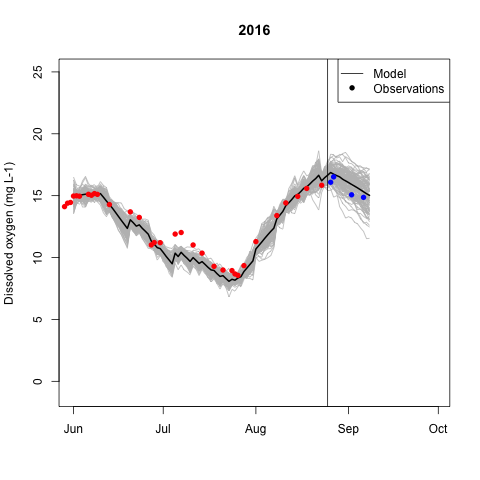 2016
Dissolved oxygen (mg L-1)
25
20
15
10
5
0
Jun
Jul
Aug
Sep
Oct
Model
Observations